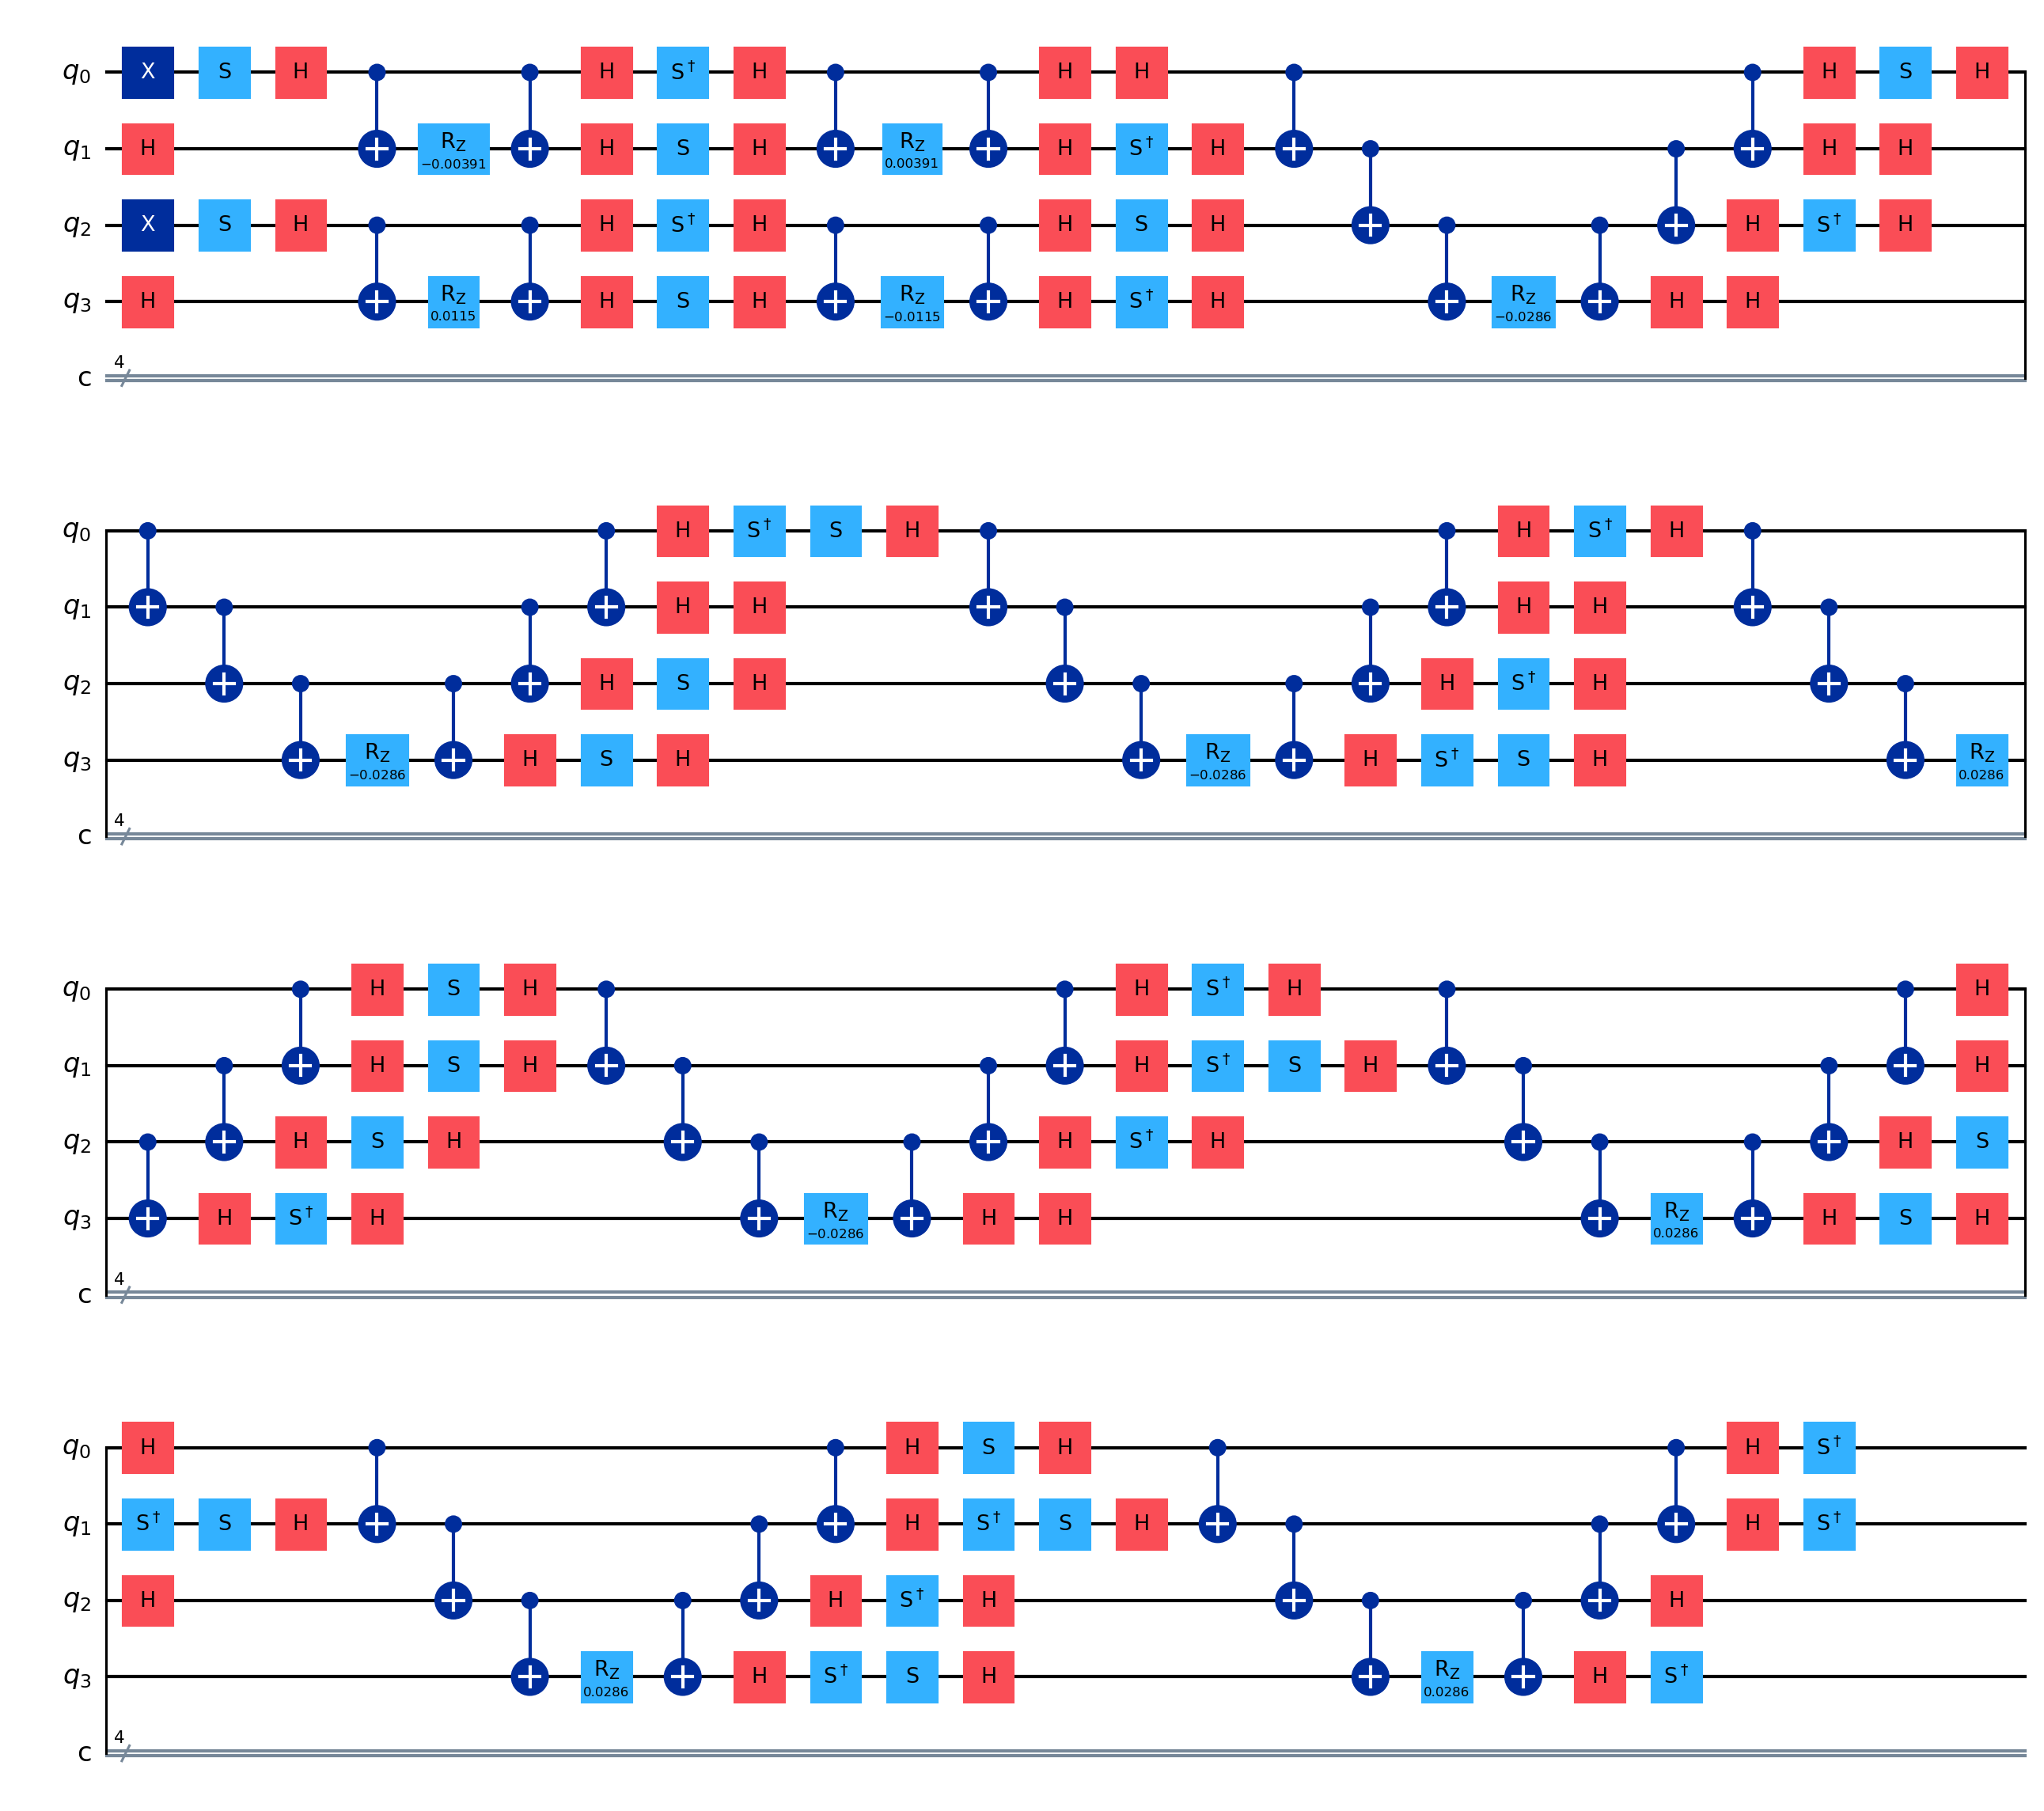 q0 X S H H S† H H H H S H
q1 H RZ −0.00391 H S H RZ 0.00391 H S† H H H
q2 X S H H S† H H S H H S† H
q3 H RZ 0.0115 H S H RZ −0.0115 H S† H RZ −0.0286 H H
c 4
q0 H S† S H H S† H
q1 H H H H
q2 H S H H S† H
q3 RZ −0.0286 H S H RZ −0.0286 H S† S H RZ 0.0286
c 4
q0 H S H H S† H H
q1 H S H H S† S H H
q2 H S H H S† H H S
q3 H S† H RZ −0.0286 H H RZ 0.0286 H S H
c 4
q0 H H S H H S†
q1 S† S H H S† S H H S†
q2 H H S† H H
q3 RZ 0.0286 H S† S H RZ 0.0286 H S†
c 4